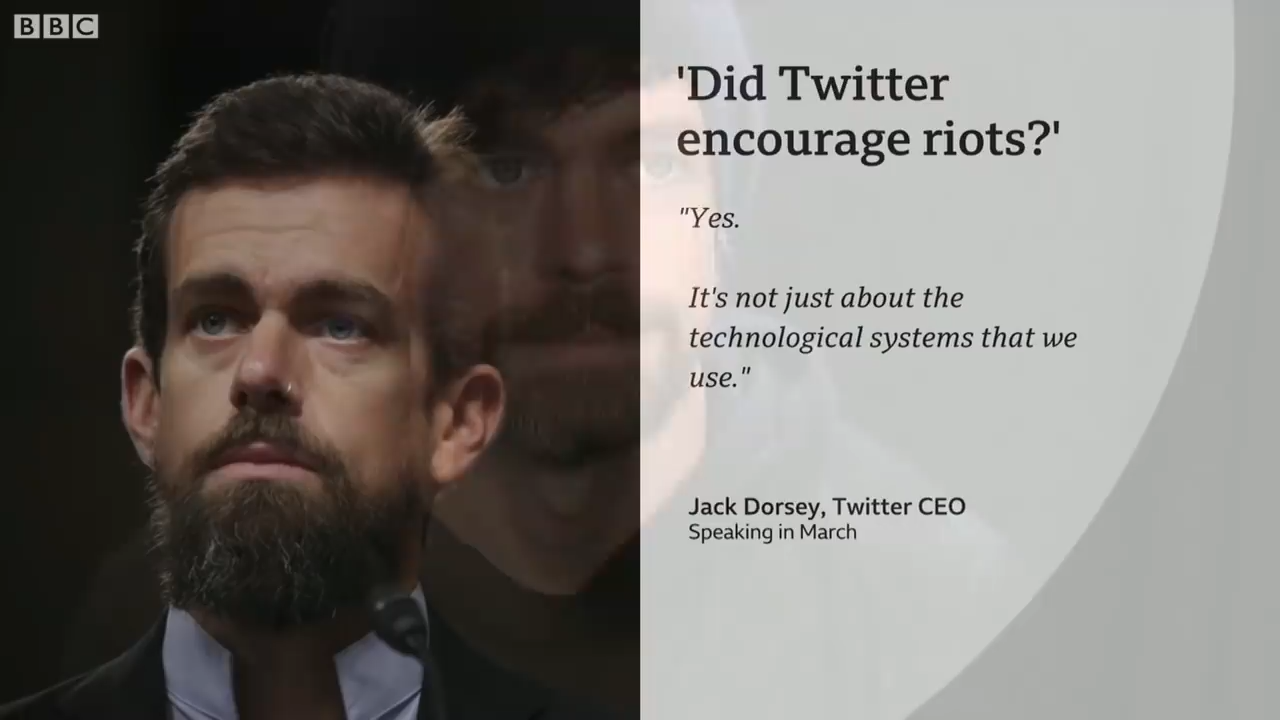 BBC
'Did Twitter
encourage riots?'
"Yes.
It's not just about the
technological systems that we
use."
Jack Dorsey, Twitter CEO
Speaking in March